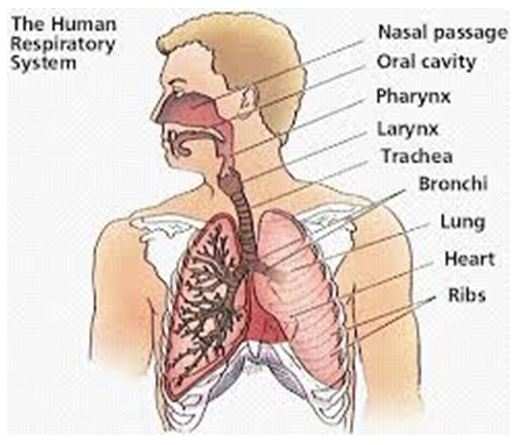 The Human
Respiratory
System
Nasal passage
Oral cavity
Pharynx
Larynx
Trachea
Bronchi
Lung
Heart
Ribs